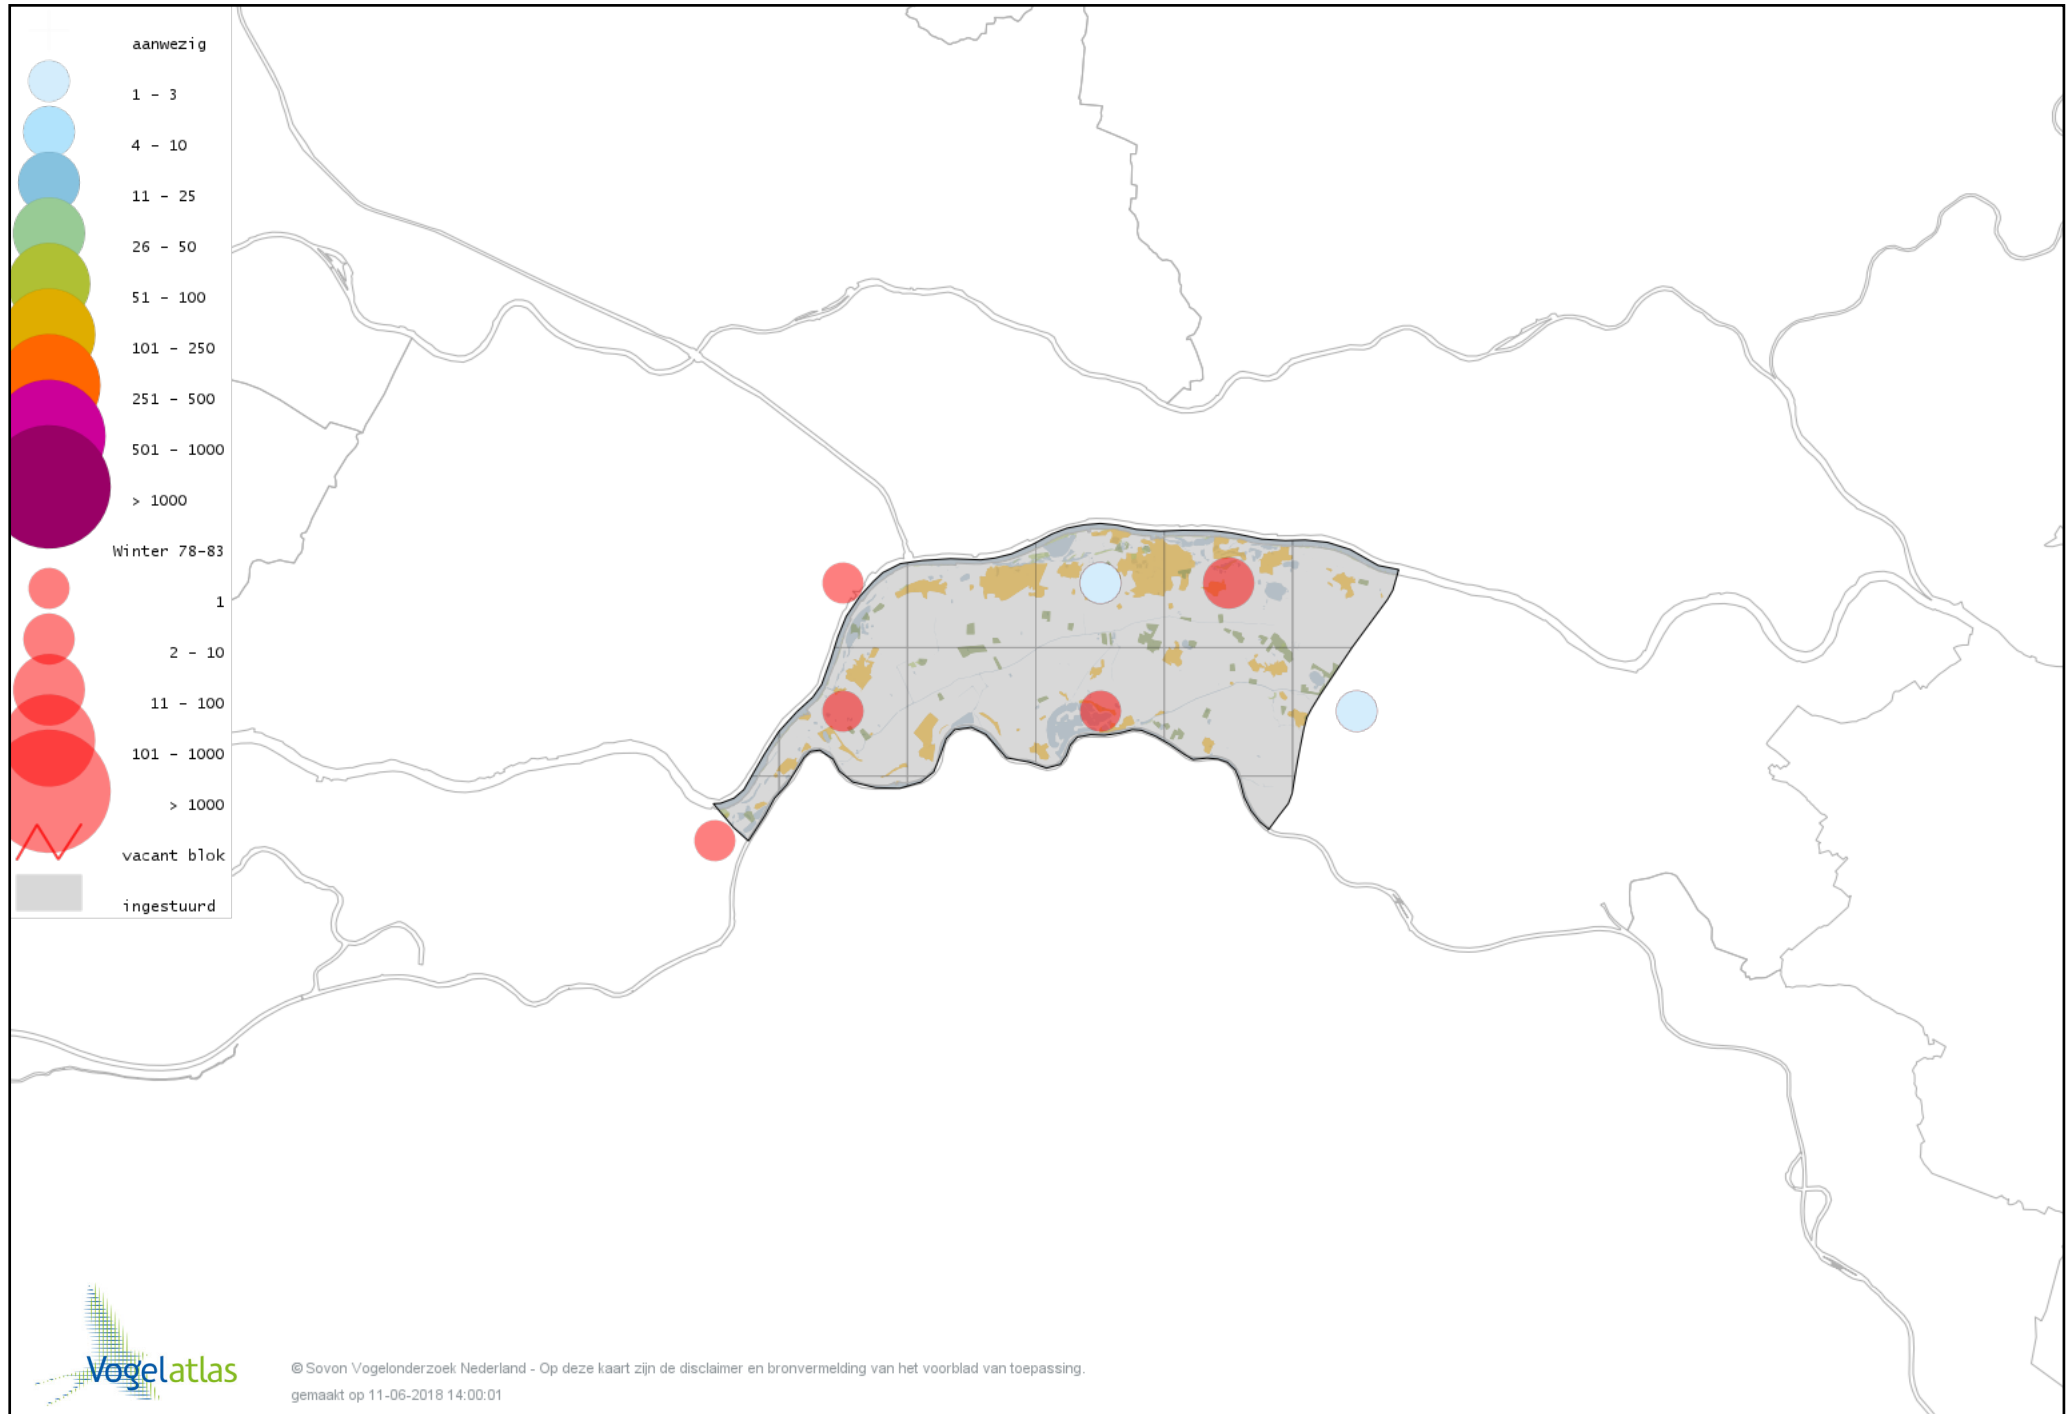 aanwezig
1 - 3
4 - 10
11 - 25
26 - 50
51 - 100
101 - 250
251 - 500
501 - 1000
> 1000
Winter 78-83
1
2 - 10
11 - 100
101 - 1000
> 1000
vacant blok
ingestuurd
Vogelatlas
© Sovon Vogelonderzoek Nederland - Op deze kaart zijn de disclaimer en bronvermelding van het voorblad van toepassing.
gemaakt op 11-06-2018 14:00:01